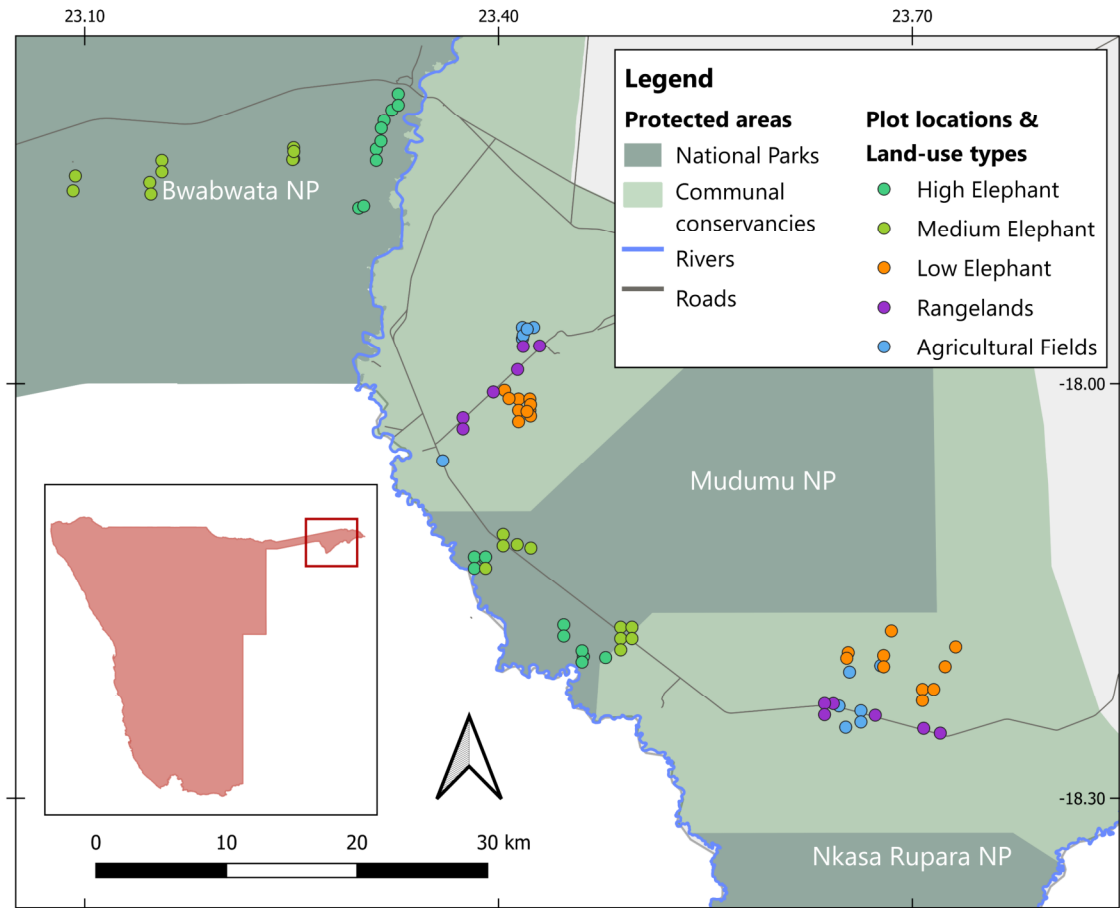 23.10
23.40
23.70
Legend
Protected areas
National Parks
Communal
conservancies
Rivers
Roads
Plot locations &
Land-use types
High Elephant
Medium Elephant
Low Elephant
Rangelands
Agricultural Fields
Bwabwata NP
-18.00
Mudumu NP
-18.30
Nkasa Rupara NP
0
10
20
30 km